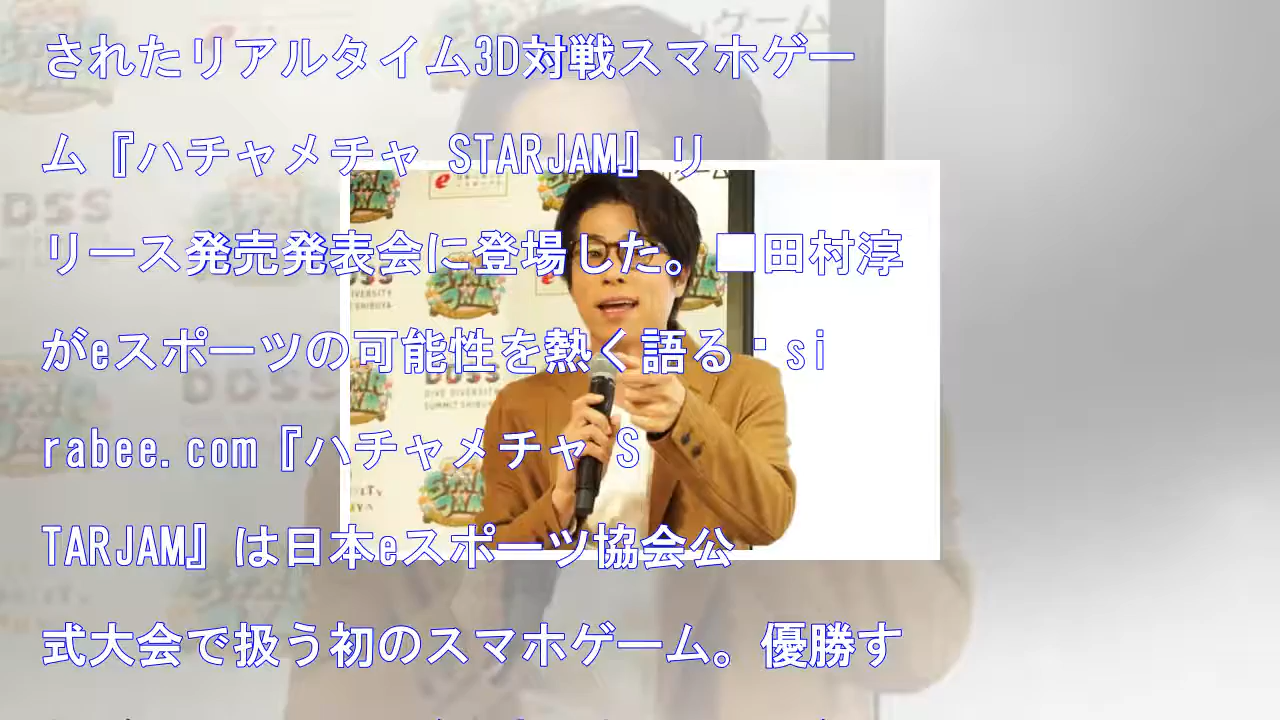 されたリアルタイム3D対戦スマホゲー
ム『ハチャメチャ STARJAM』リ
リース発売発表会に登場した。■田村淳
がeスポーツの可能性を熱く語る・si
rabee.com『ハチャメチャ S
TARJAM』は日本eスポーツ協会公
式大会で扱う初のスマホゲーム。優勝す
DDSS
DIVE DIVERSITY
SUMMIT SHIBUYA